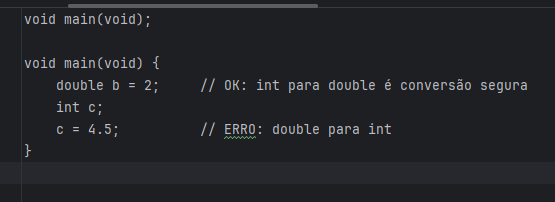 void main(void);
void main(void) {
    double b = 2;     // OK: int para double é conversão segura
    int c;
    c = 4.5;          // ERRO: double para int
}